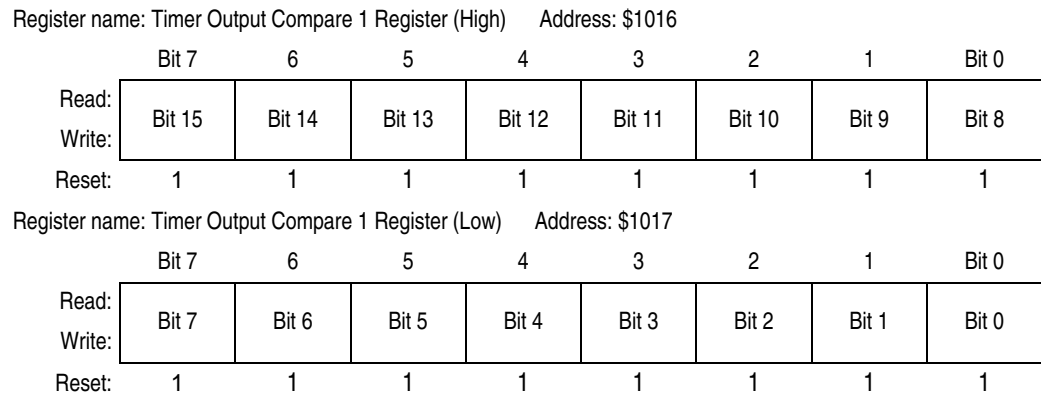 Register name: Timer Output Compare 1 Register (High) Address: $1016
Bit 7 6 5 4 3 2 1 Bit 0
Read:
Bit 15 Bit 14 Bit 13 Bit 12 Bit 11 Bit 10 Bit 9 Bit 8
Write:
Reset: 1 1 1 1 1 1 1 1
Register name: Timer Output Compare 1 Register (Low) Address: $1017
Bit 7 6 5 4 3 2 1 Bit 0
Read:
Bit 7 Bit 6 Bit 5 Bit 4 Bit 3 Bit 2 Bit 1 Bit 0
Write:
Reset: 1 1 1 1 1 1 1 1